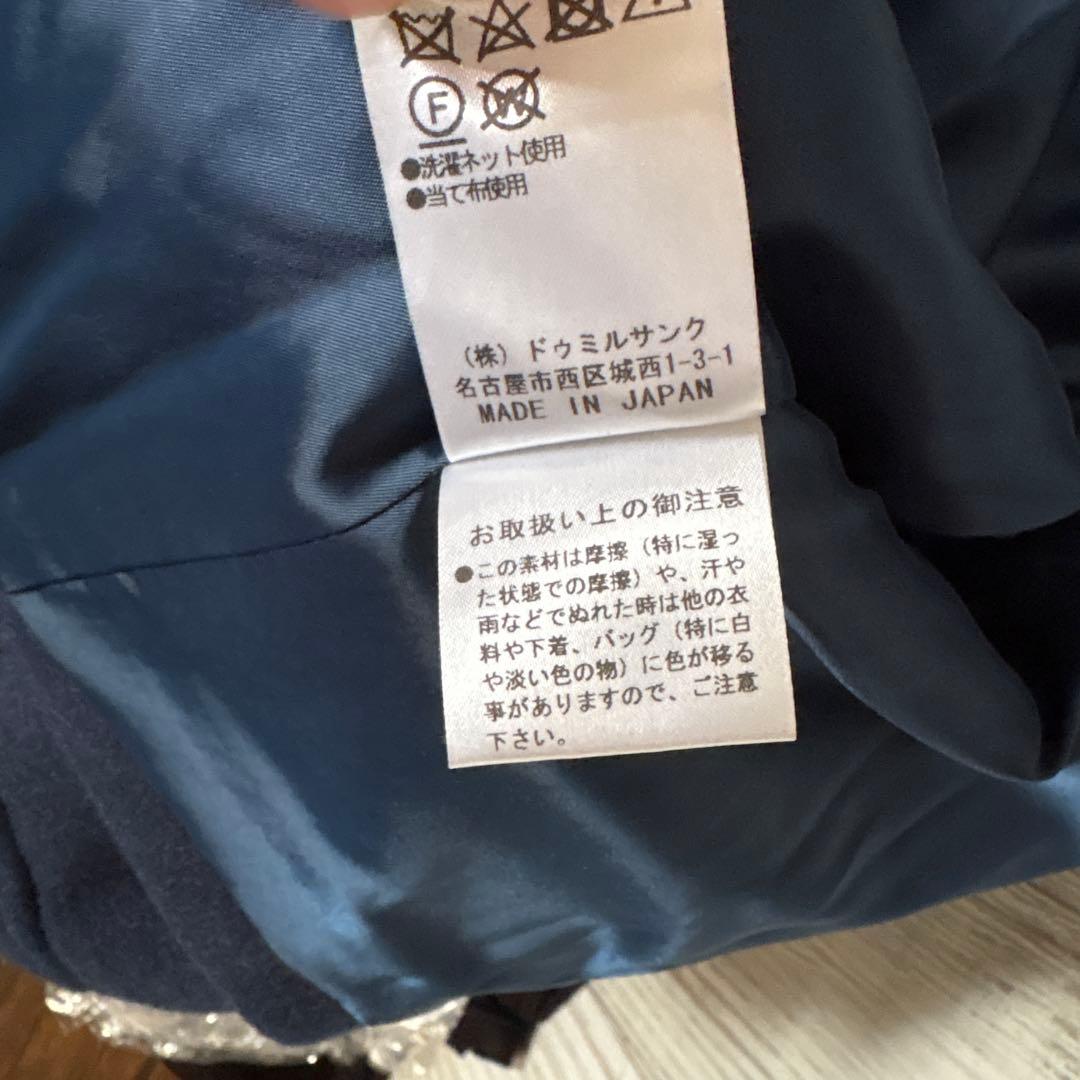 F W
●洗濯ネット使用
●当て布使用
(株) ドゥミルサンク
名古屋市西区城西1-3-1
MADE IN JAPAN
お取扱い上の御注意
●この素材は摩擦(特に湿っ
た状態での摩擦)や、汗や
雨などでぬれた時は他の衣
料や下着、バッグ(特に白
や淡い色の物)に色が移る
事がありますので、ご注意
下さい。